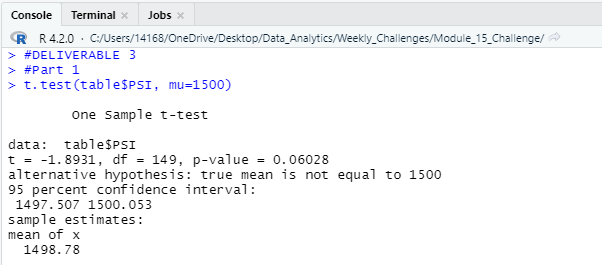 Console Terminal × Jobs ×
R 4.2.0 · C:/Users/14168/OneDrive/Desktop/Data_Analytics/Weekly_Challenges/Module_15_Challenge/
> #DELIVERABLE 3
> #Part 1
> t.test(table$PSI, mu=1500)
One Sample t-test
data:  table$PSI
t = -1.8931, df = 149, p-value = 0.06028
alternative hypothesis: true mean is not equal to 1500
95 percent confidence interval:
1497.507 1500.053
sample estimates:
mean of x
1498.78